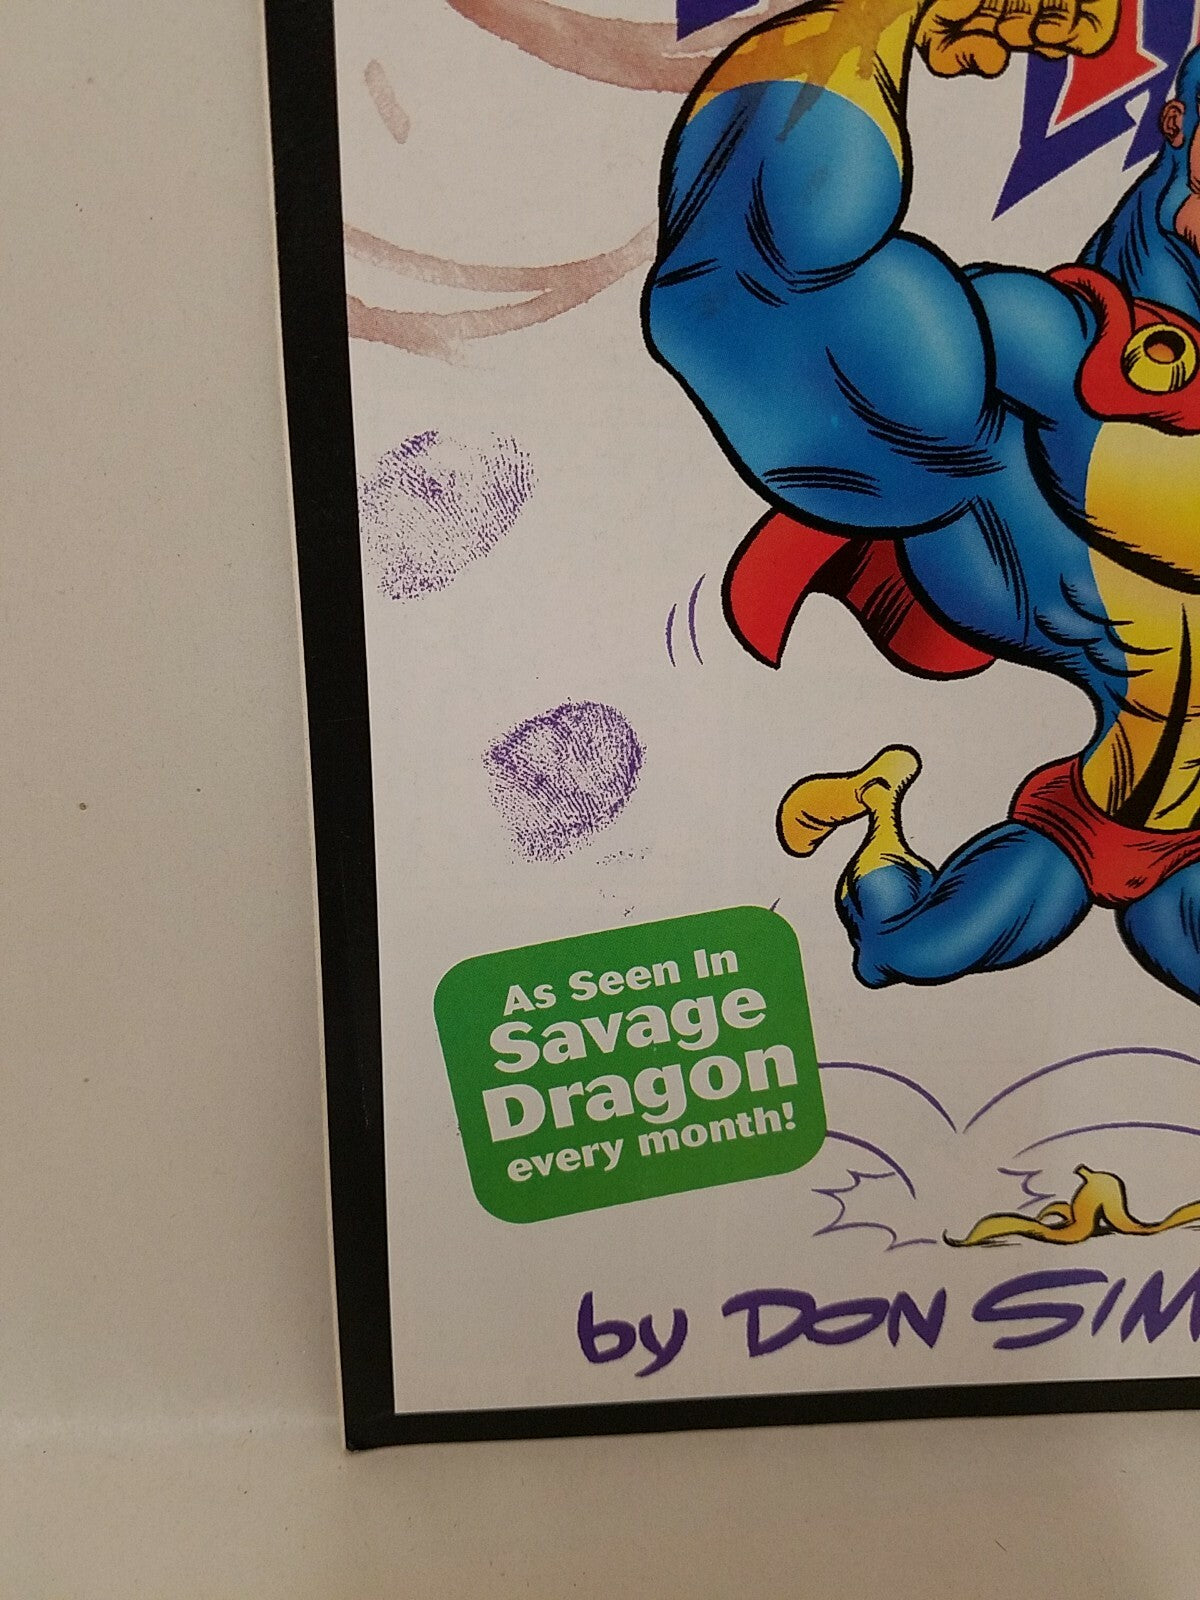 As Seen In
Savage
Dragon
every month!
by DON SIM